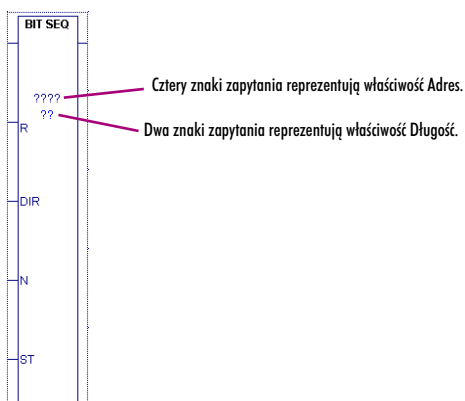 BIT SEQ
???? Cztery znaki zapytania reprezentują właściwość Adres.
?? Dwa znaki zapytania reprezentują właściwość Długość.
R
DIR
N
ST